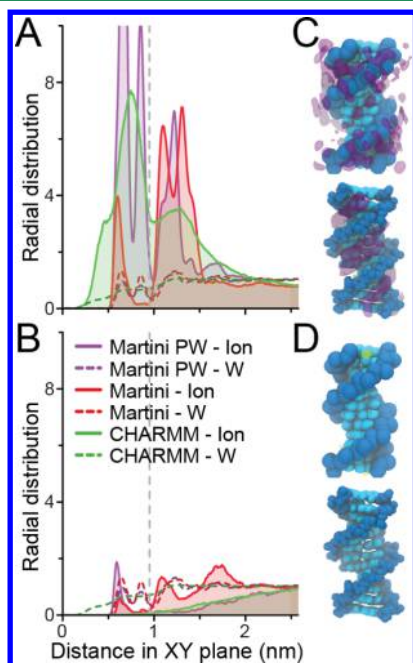 A
C
Radial distribution
8
4
0
B
D
Radial distribution
8
4
0
Martini PW - Ion
Martini PW - W
Martini - Ion
Martini - W
CHARMM - Ion
CHARMM - W
0
1
2
Distance in XY plane (nm)